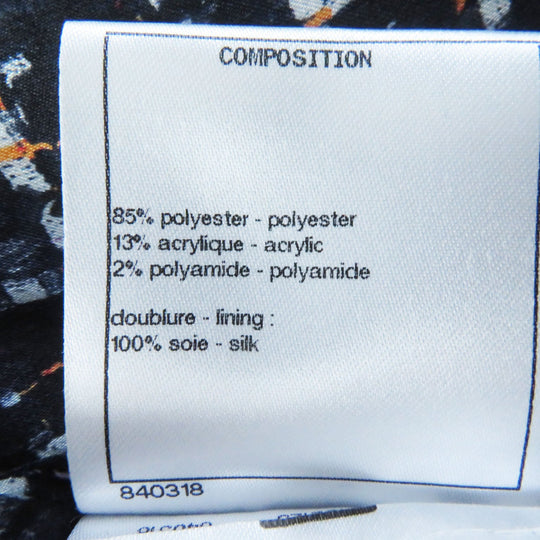 COMPOSITION
85% polyester - polyester
13% acrylique - acrylic
2% polyamide - polyamide
doublure - lining :
100% soie - silk
840318